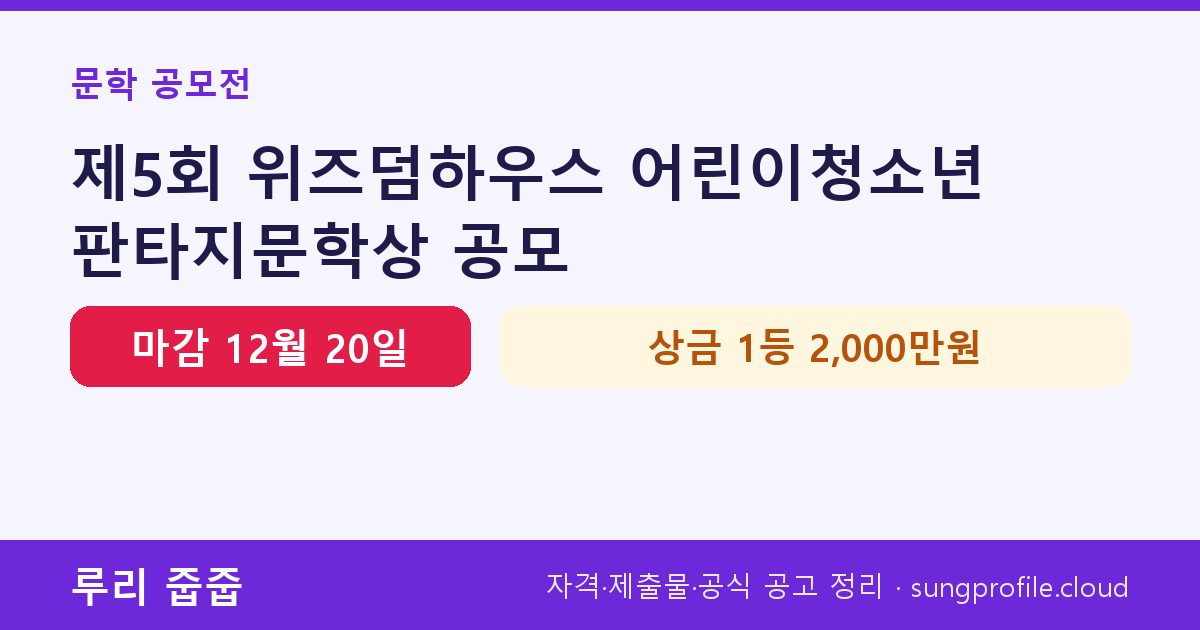 문학 공모전
제5회 위즈덤하우스 어린이청소년
판타지문학상 공모
마감 12월 20일
상금 1등 2,000만원
루리 줍줍
자격·제출물·공식 공고 정리 · sungprofile.cloud